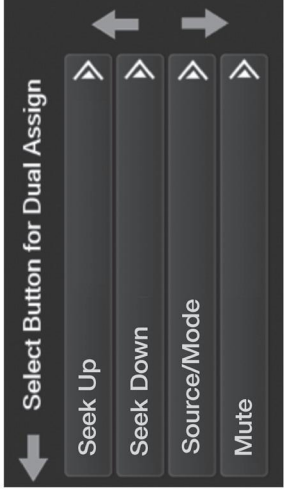 Select Button for Dual Assign
Seek Up
Seek Down
Source/Mode
Mute